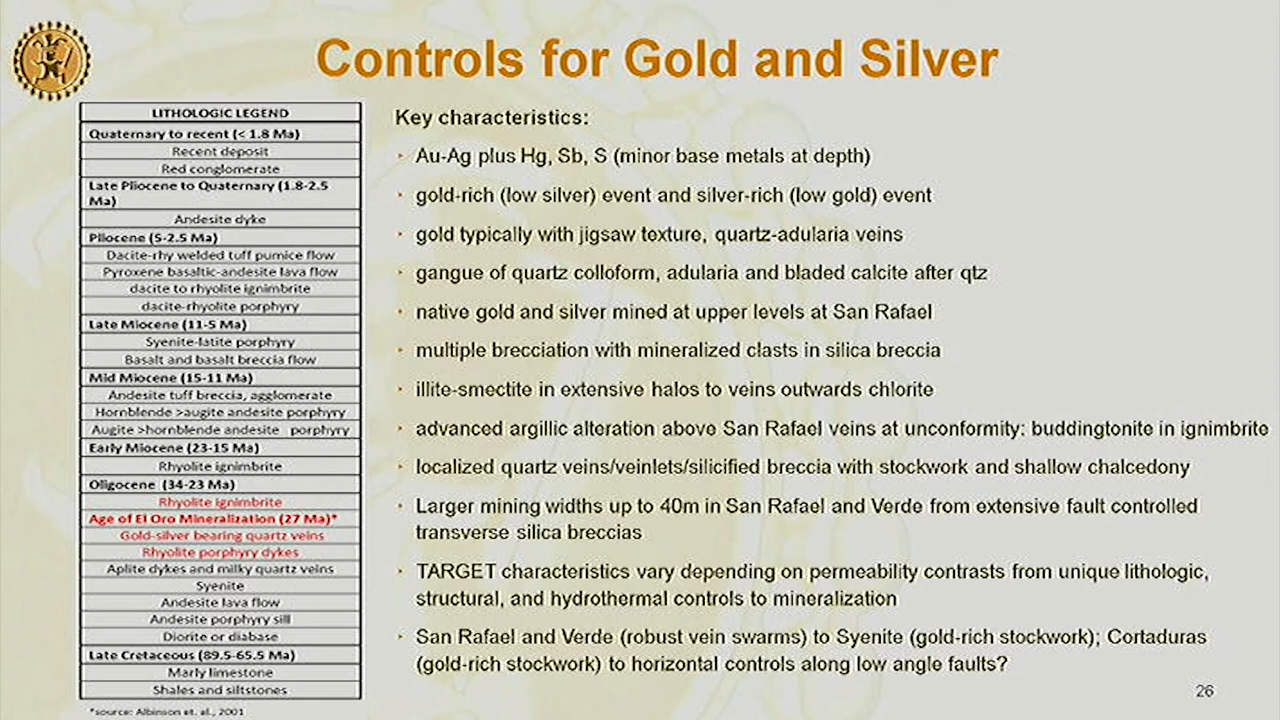 Controls for Gold and Silver
LITHOLOGIC LEGEND
Quaternary to recent (< 1.8 Ma)
Recent deposit
Red conglomerate
Late Pliocene to Quaternary (1.8-2.5
Ma)
Andesite dyke
Pliocene (5-2.5 Ma)
Dacite-rhy welded tuff pumice flow
Pyroxene basaltic-andesite lava flow
dacite to rhyolite ignimbrite
dacite-rhyolite porphyry
Late Miocene (11-5 Ma)
Syenite-latite porphyry
Basalt and basalt breccia flow
Mid Miocene (15-11 Ma)
Andesite tuff breccia, agglomerate
Hornblende >augite andesite porphyry
Augite >hornblende andesite porphyry
Early Miocene (23-15 Ma)
Rhyolite ignimbrite
Oligocene (34-23 Ma)
Rhyolite ignimbrite
Age of El Oro Mineralization (27 Ma)*
Gold-silver bearing quartz veins
Rhyolite porphyry dykes
Aplite dykes and milky quartz veins
Syenite
Andesite lava flow
Andesite porphyry sill
Diorite or diabase
Late Cretaceous (89.5-65.5 Ma)
Marly limestone
Shales and siltstones
*source: Albinson et. al., 2001
Key characteristics:
· Au-Ag plus Hg, Sb, S (minor base metals at depth)
· gold-rich (low silver) event and silver-rich (low gold) event
· gold typically with jigsaw texture, quartz-adularia veins
· gangue of quartz colloform, adularia and bladed calcite after qtz
· native gold and silver mined at upper levels at San Rafael
· multiple brecciation with mineralized clasts in silica breccia
· illite-smectite in extensive halos to veins outwards chlorite
· advanced argillic alteration above San Rafael veins at unconformity; buddingtonite in ignimbrite
· localized quartz veins/veinlets/silicified breccia with stockwork and shallow chalcedony
· Larger mining widths up to 40m in San Rafael and Verde from extensive fault controlled
transverse silica breccias
· TARGET characteristics vary depending on permeability contrasts from unique lithologic,
structural, and hydrothermal controls to mineralization
· San Rafael and Verde (robust vein swarms) to Syenite (gold-rich stockwork); Cortaduras
(gold-rich stockwork) to horizontal controls along low angle faults?
26